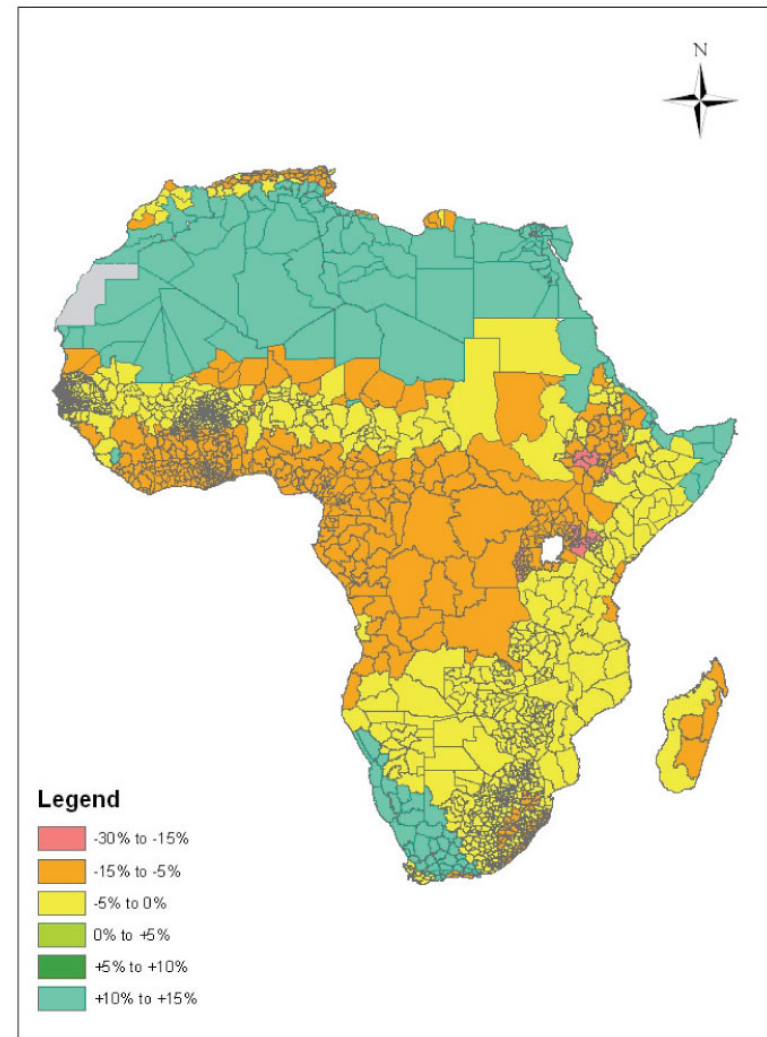 N
Legend
-30% to -15%
-15% to -5%
-5% to 0%
0% to +5%
+5% to +10%
+10% to +15%